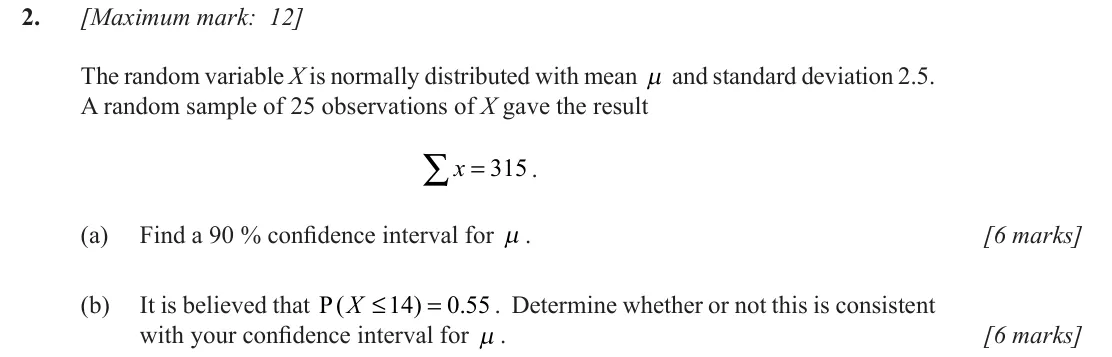 2. [Maximum mark: 12]
The random variable X is normally distributed with mean μ and standard deviation 2.5.
A random sample of 25 observations of X gave the result
∑ x = 315 .
(a) Find a 90 % confidence interval for μ . [6 marks]
(b) It is believed that P(X ≤ 14) = 0.55 . Determine whether or not this is consistent
with your confidence interval for μ . [6 marks]